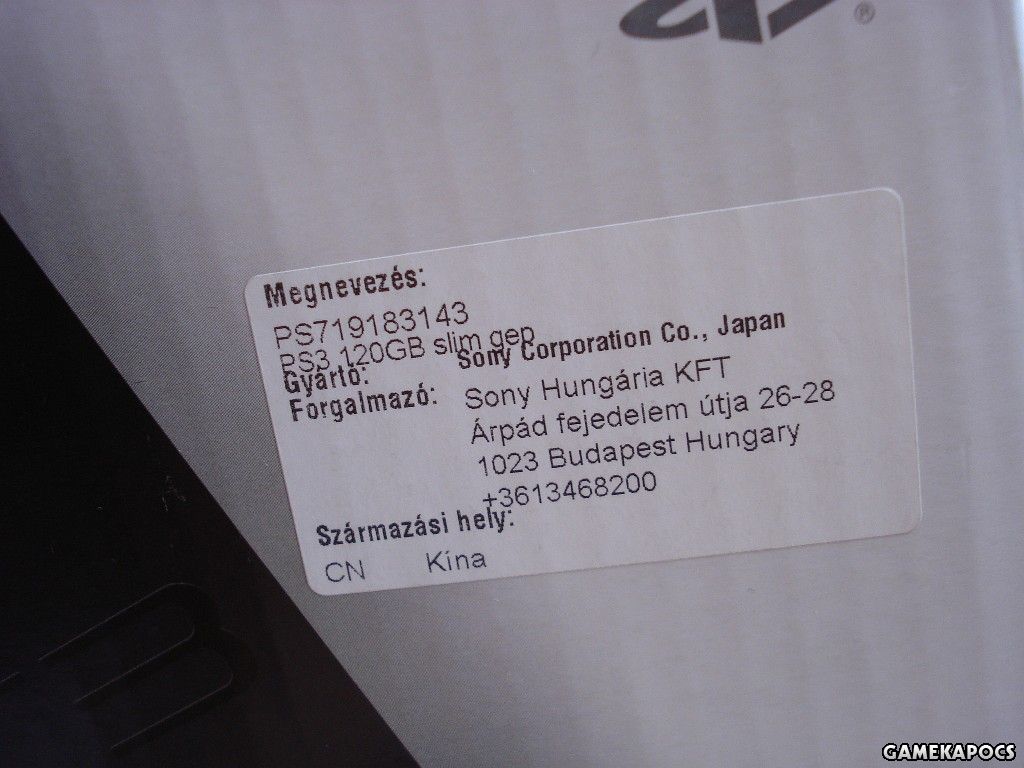 ®
Megnevezés:
PS719183143
PS3 120GB slim gep
Gyártó: Sony Corporation Co., Japan
Forgalmazó: Sony Hungária KFT
Árpád fejedelem útja 26-28
1023 Budapest Hungary
+3613468200
Származási hely:
CN Kína
GAMEKAPOCS